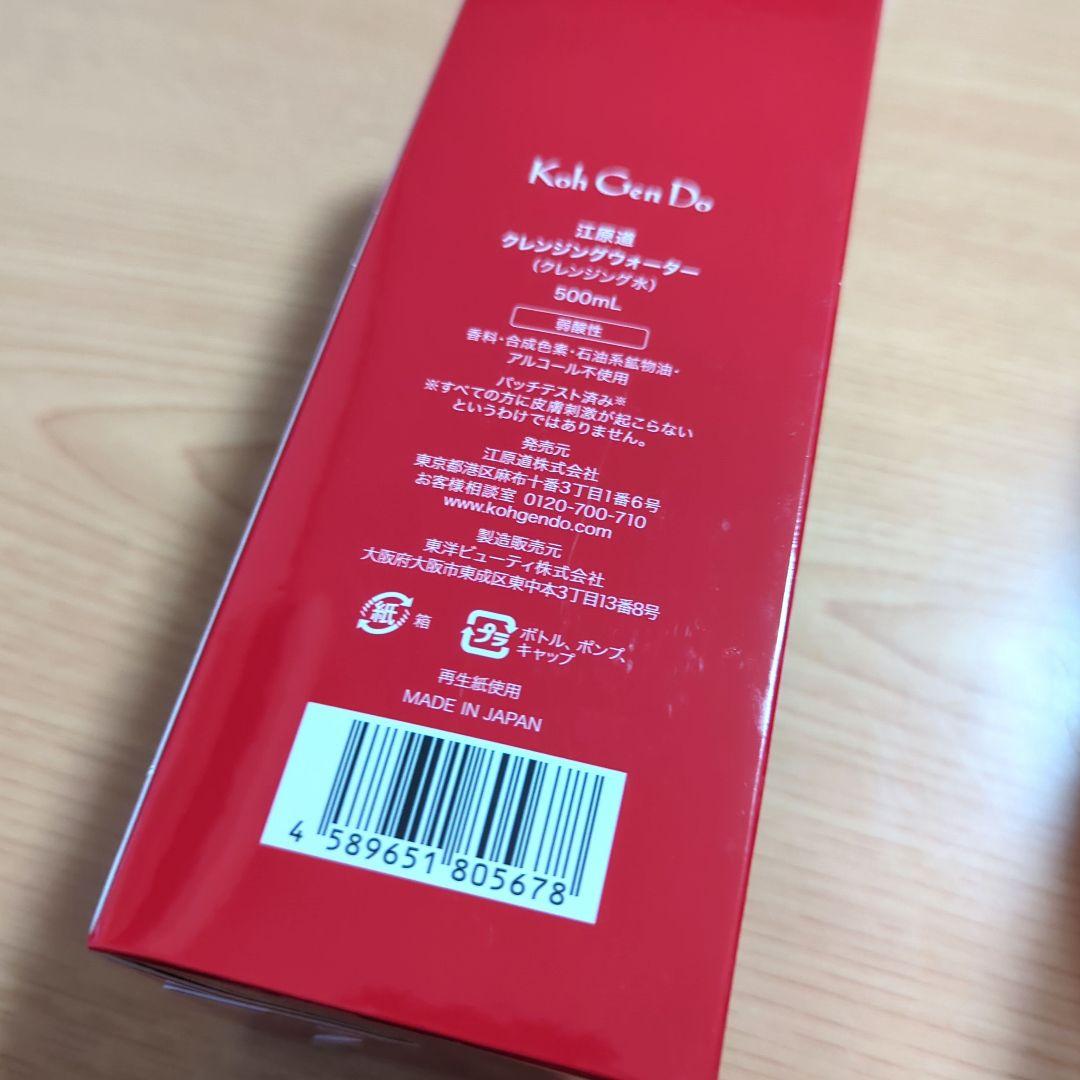 Koh Gen Do
江原道
クレンジングウォーター
(クレンジング水)
500mL
弱酸性
香料・合成色素・石油系鉱物油・
アルコール不使用
パッチテスト済み※
※すべての方に皮膚刺激が起こらない
というわけではありません。
発売元
江原道株式会社
東京都港区麻布十番3丁目1番6号
お客様相談室 0120-700-710
www.kohgendo.com
製造販売元
東洋ビューティ株式会社
大阪府大阪市東成区東中本3丁目13番8号
紙 箱
プラ ボトル、ポンプ、
キャップ
再生紙使用
MADE IN JAPAN
4 589651 805678